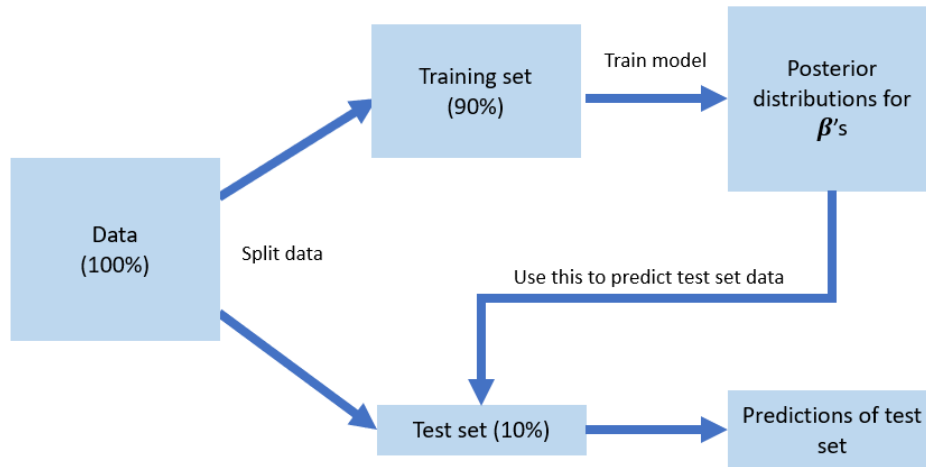 Data
(100%)
Split data
Training set
(90%)
Train model
Posterior
distributions for
β's
Use this to predict test set data
Test set (10%)
Predictions of test
set